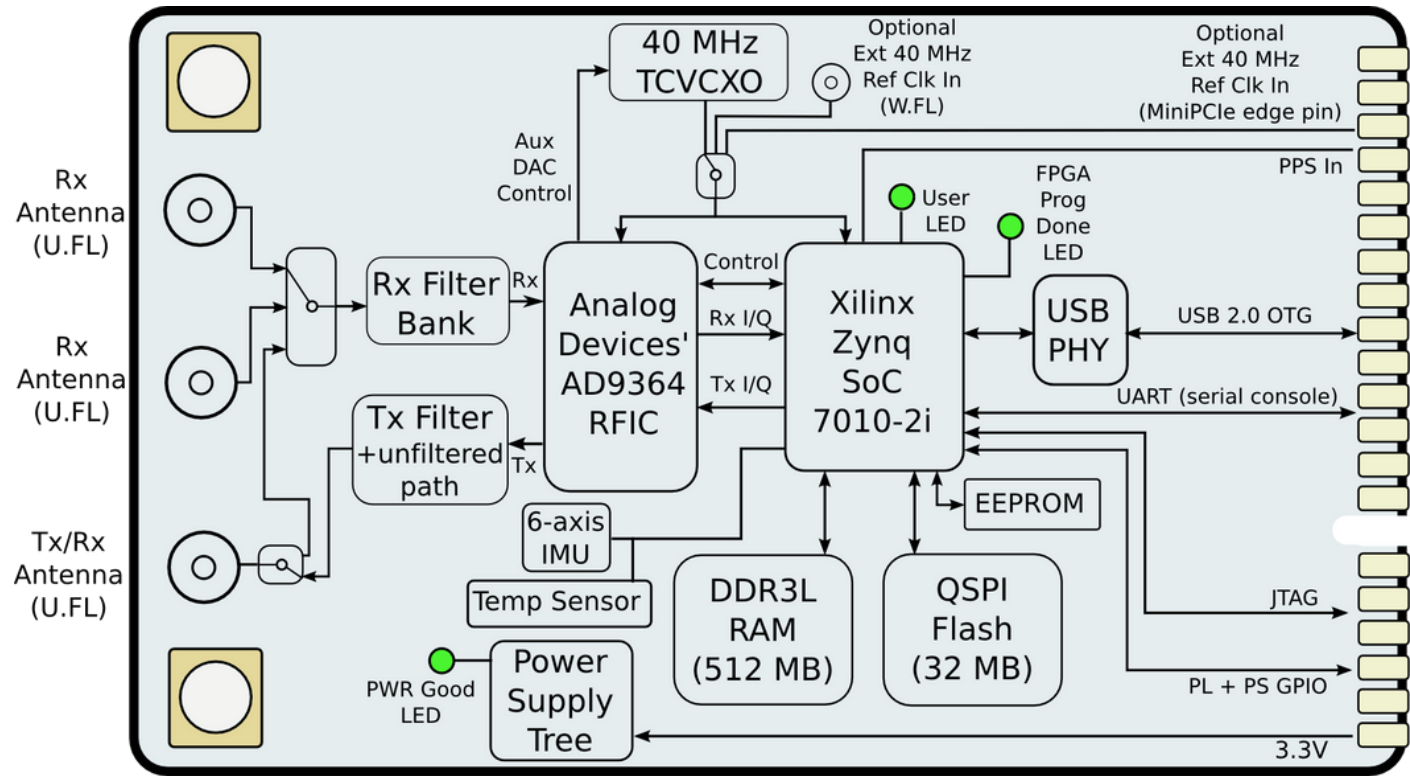 40 MHz
TCVCXO
Optional
Ext 40 MHz
Ref Clk In
(W.FL)
Optional
Ext 40 MHz
Ref Clk In
(MiniPCIe edge pin)
PPS In
Aux
DAC
Control
User
LED
FPGA
Prog
Done
LED
Rx
Antenna
(U.FL)
Rx Filter
Bank
Rx
Analog
Devices'
AD9364
RFIC
Control
Rx I/Q
Tx I/Q
Xilinx
Zynq
SoC
7010-2i
USB
PHY
USB 2.0 OTG
UART (serial console)
Rx
Antenna
(U.FL)
Tx Filter
+unfiltered
path
Tx
6-axis
IMU
Temp Sensor
EEPROM
Tx/Rx
Antenna
(U.FL)
DDR3L
RAM
(512 MB)
QSPI
Flash
(32 MB)
JTAG
PL + PS GPIO
PWR Good
LED
Power
Supply
Tree
3.3V